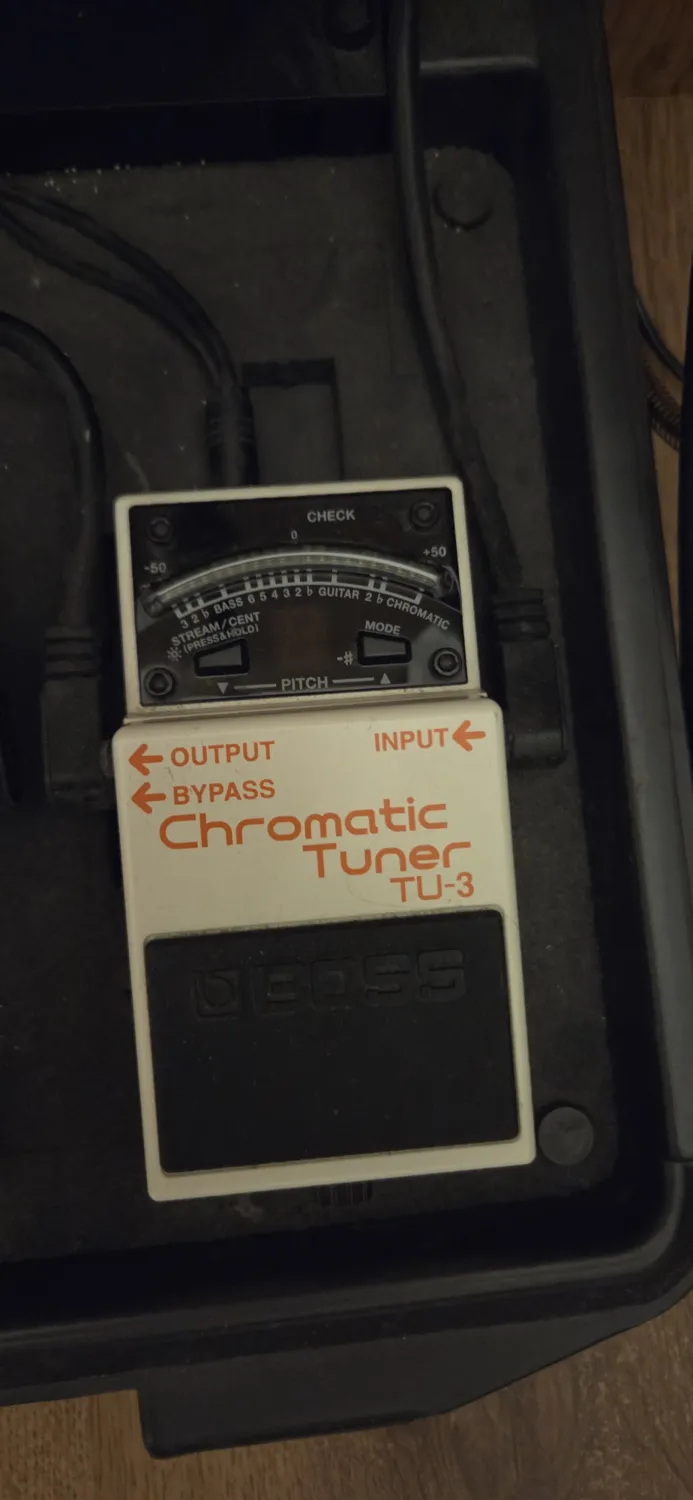 CHECK
0
-50
+50
3 2 ♭ BASS 6 5 4 3 2 ♭ GUITAR 2 ♭ CHROMATIC
STREAM/CENT
(PRESS&HOLD)
MODE
-♯
▼ PITCH ▲
← OUTPUT
INPUT ←
← BYPASS
Chromatic
Tuner
TU-3
BOSS